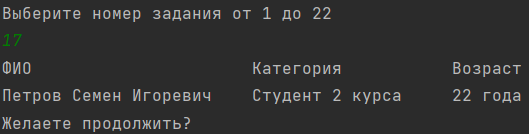 Выберите номер задания от 1 до 22
17
ФИО Категория Возраст
Петров Семен Игоревич Студент 2 курса 22 года
Желаете продолжить?